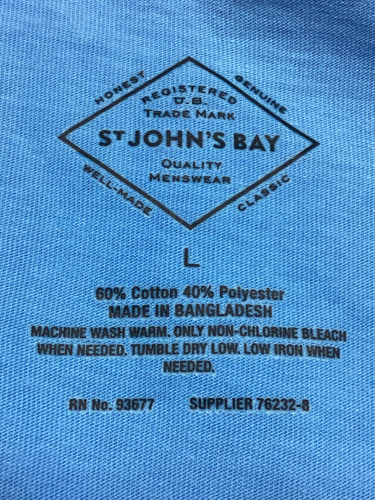 HONEST
GENUINE
REGISTERED
U.S.
TRADE MARK
ST JOHN'S BAY
QUALITY
MENSWEAR
WELL-MADE
CLASSIC
L
60% Cotton 40% Polyester
MADE IN BANGLADESH
MACHINE WASH WARM. ONLY NON-CHLORINE BLEACH
WHEN NEEDED. TUMBLE DRY LOW. LOW IRON WHEN
NEEDED.
RN No. 93677 SUPPLIER 76232-8